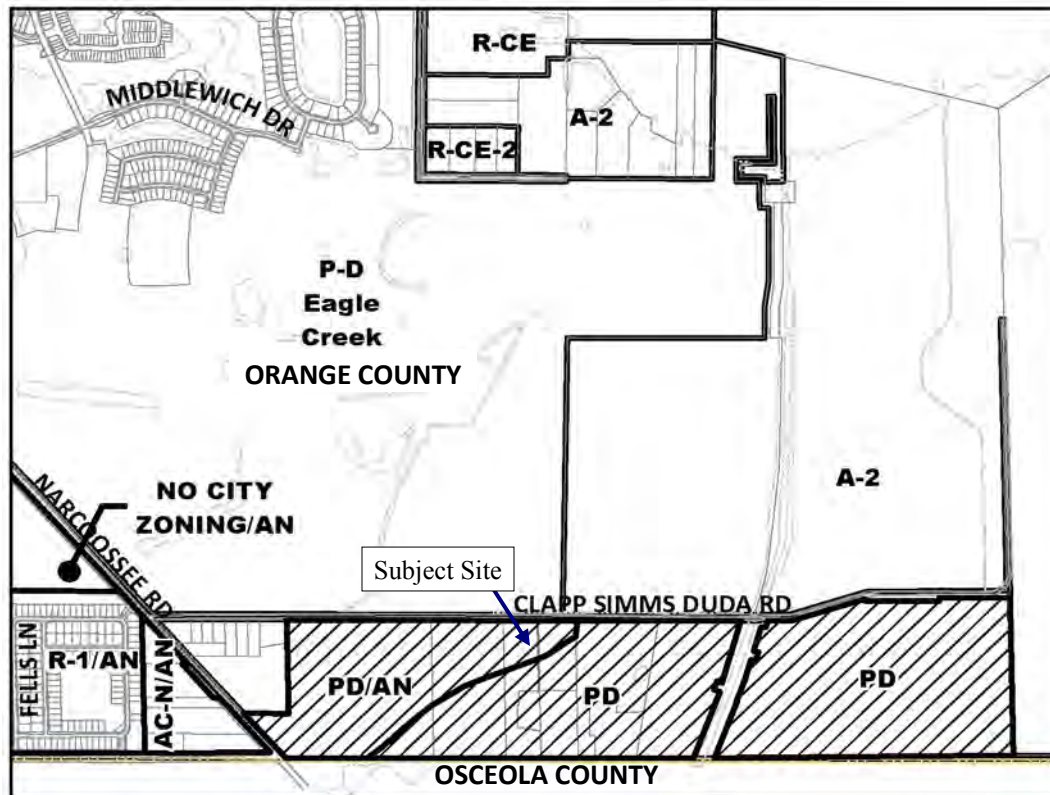 R-CE
MIDDLEWICH DR
A-2
R-CE-2
P-D
Eagle
Creek
ORANGE COUNTY
NARCOOSSEE RD
NO CITY
ZONING/AN
A-2
Subject Site
CLAPP SIMMS DUDA RD
FELLS LN
R-1/AN
AC-N/AN
PD/AN
PD
PD
OSCEOLA COUNTY